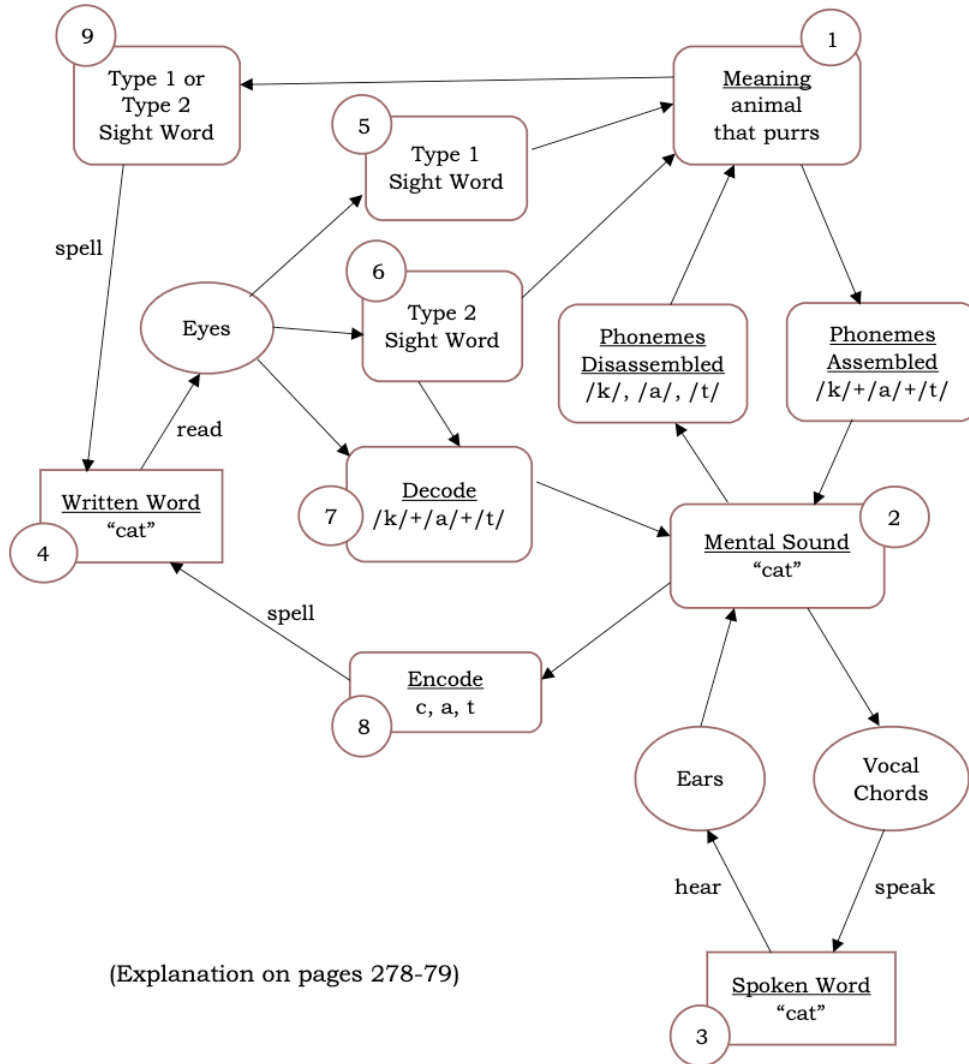 9
Type 1 or
Type 2
Sight Word
1
Meaning
animal
that purrs
5
Type 1
Sight Word
spell
6
Type 2
Sight Word
Eyes
Phonemes
Disassembled
/k/, /a/, /t/
Phonemes
Assembled
/k/+/a/+/t/
read
Written Word
“cat”
4
Decode
/k/+/a/+/t/
7
2
Mental Sound
“cat”
spell
Encode
c, a, t
8
Ears
Vocal
Chords
hear
speak
(Explanation on pages 278-79)
Spoken Word
“cat”
3